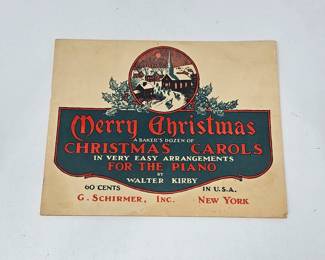 Merry Christmas
A BAKER'S DOZEN OF
CHRISTMAS CAROLS
IN VERY EASY ARRANGEMENTS
FOR THE PIANO
BY
WALTER KIRBY
60 CENTS IN U.S.A.
G. SCHIRMER, INC. NEW YORK